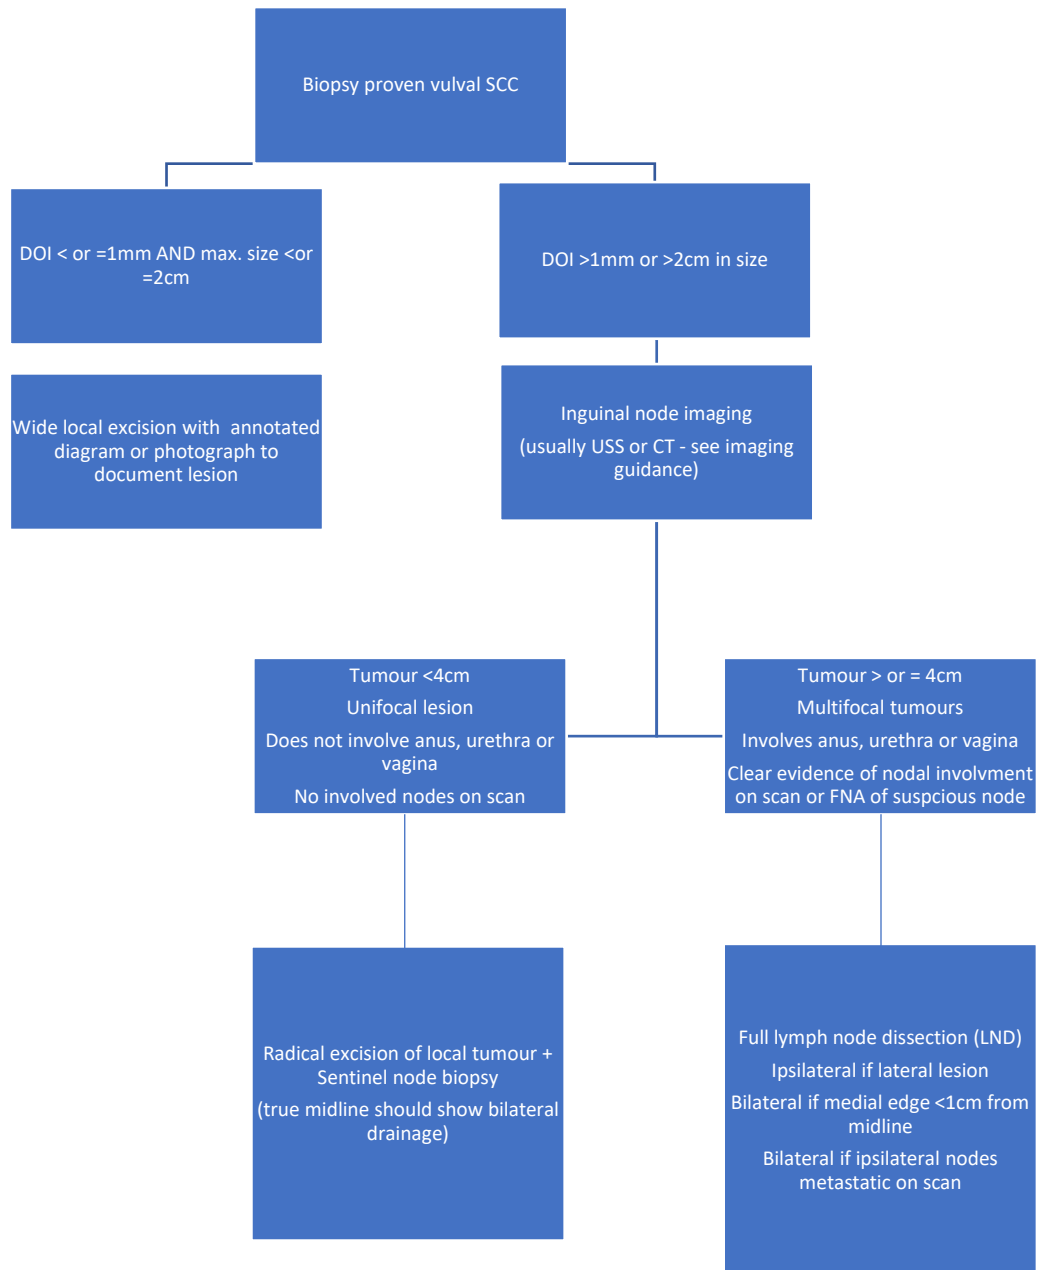 Biopsy proven vulval SCC
DOI < or =1mm AND max. size <or
=2cm
DOI >1mm or >2cm in size
Wide local excision with  annotated
diagram or photograph to
document lesion
Inguinal node imaging
(usually USS or CT - see imaging
guidance)
Tumour <4cm
Unifocal lesion
Does not involve anus, urethra or
vagina
No involved nodes on scan
Tumour > or = 4cm
Multifocal tumours
Involves anus, urethra or vagina
Clear evidence of nodal involvment
on scan or FNA of suspcious node
Radical excision of local tumour +
Sentinel node biopsy
(true midline should show bilateral
drainage)
Full lymph node dissection (LND)
Ipsilateral if lateral lesion
Bilateral if medial edge <1cm from
midline
Bilateral if ipsilateral nodes
metastatic on scan